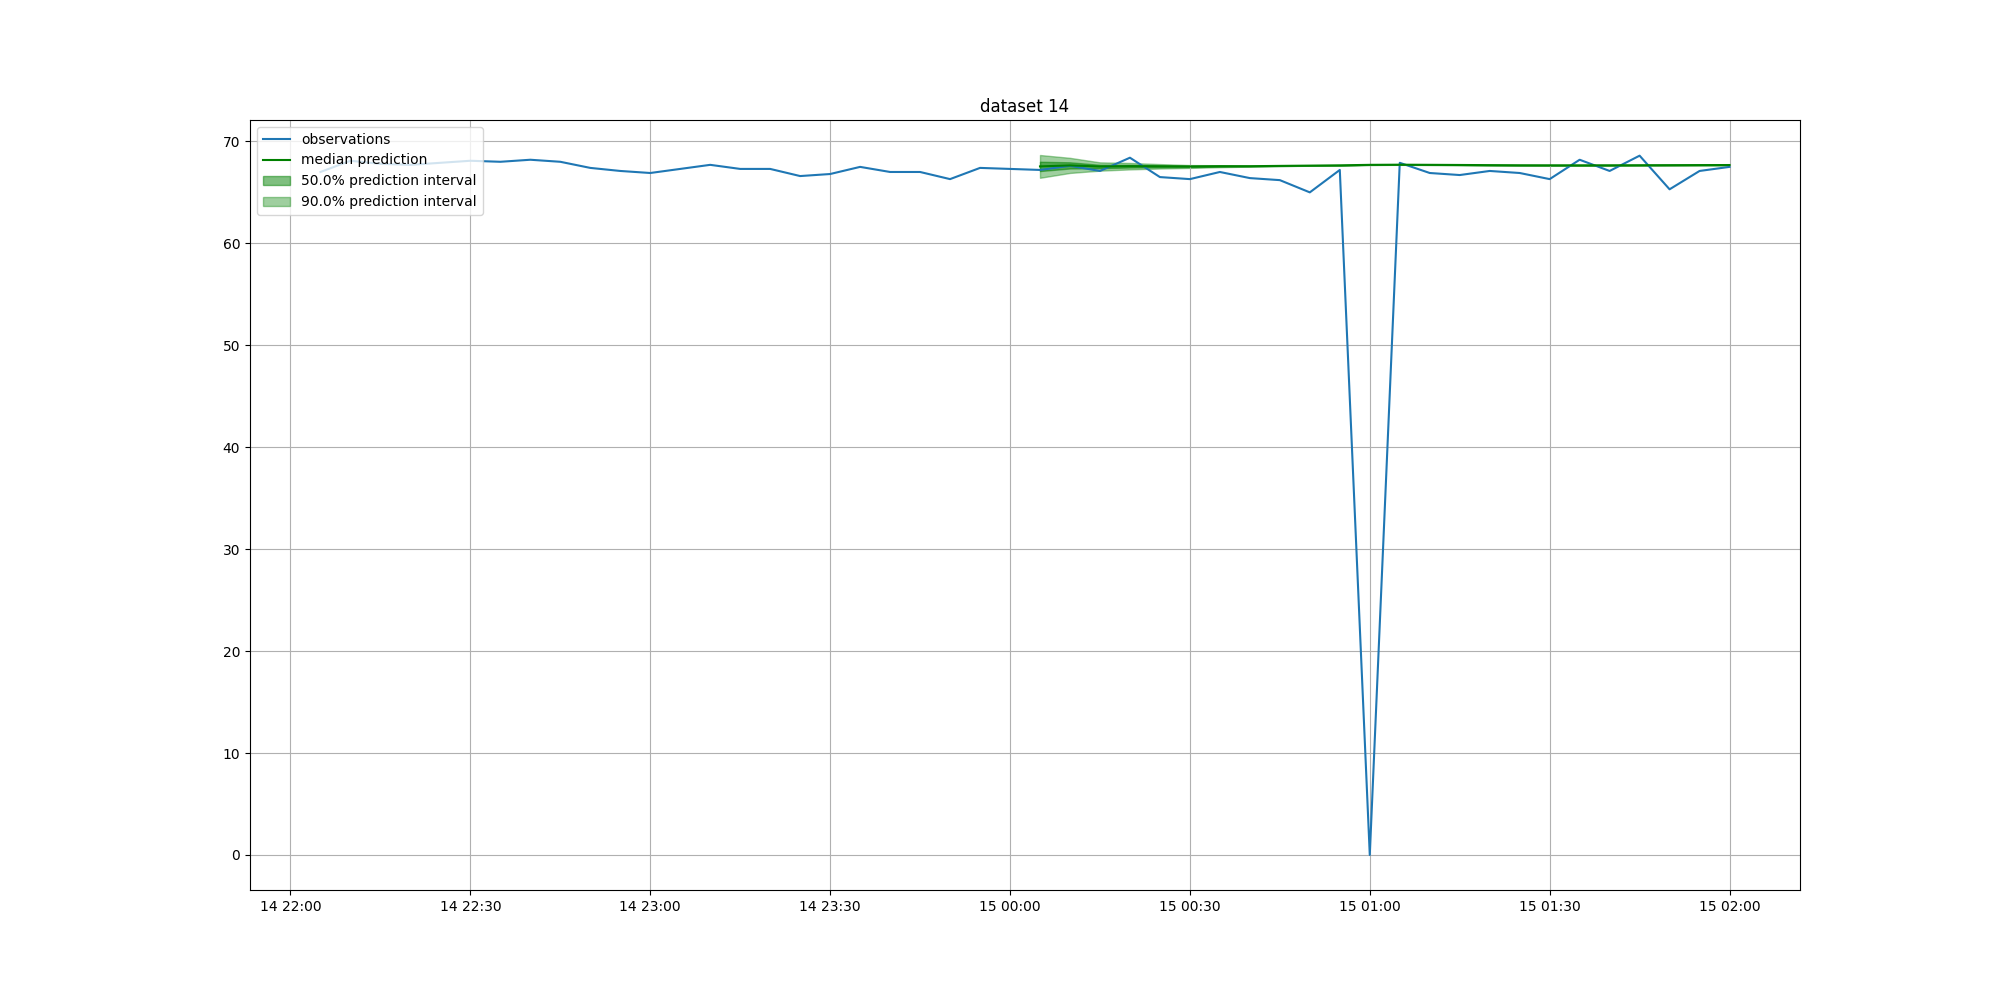 dataset 14
observations
median prediction
50.0% prediction interval
90.0% prediction interval
70
60
50
40
30
20
10
0
14 22:00 14 22:30 14 23:00 14 23:30 15 00:00 15 00:30 15 01:00 15 01:30 15 02:00